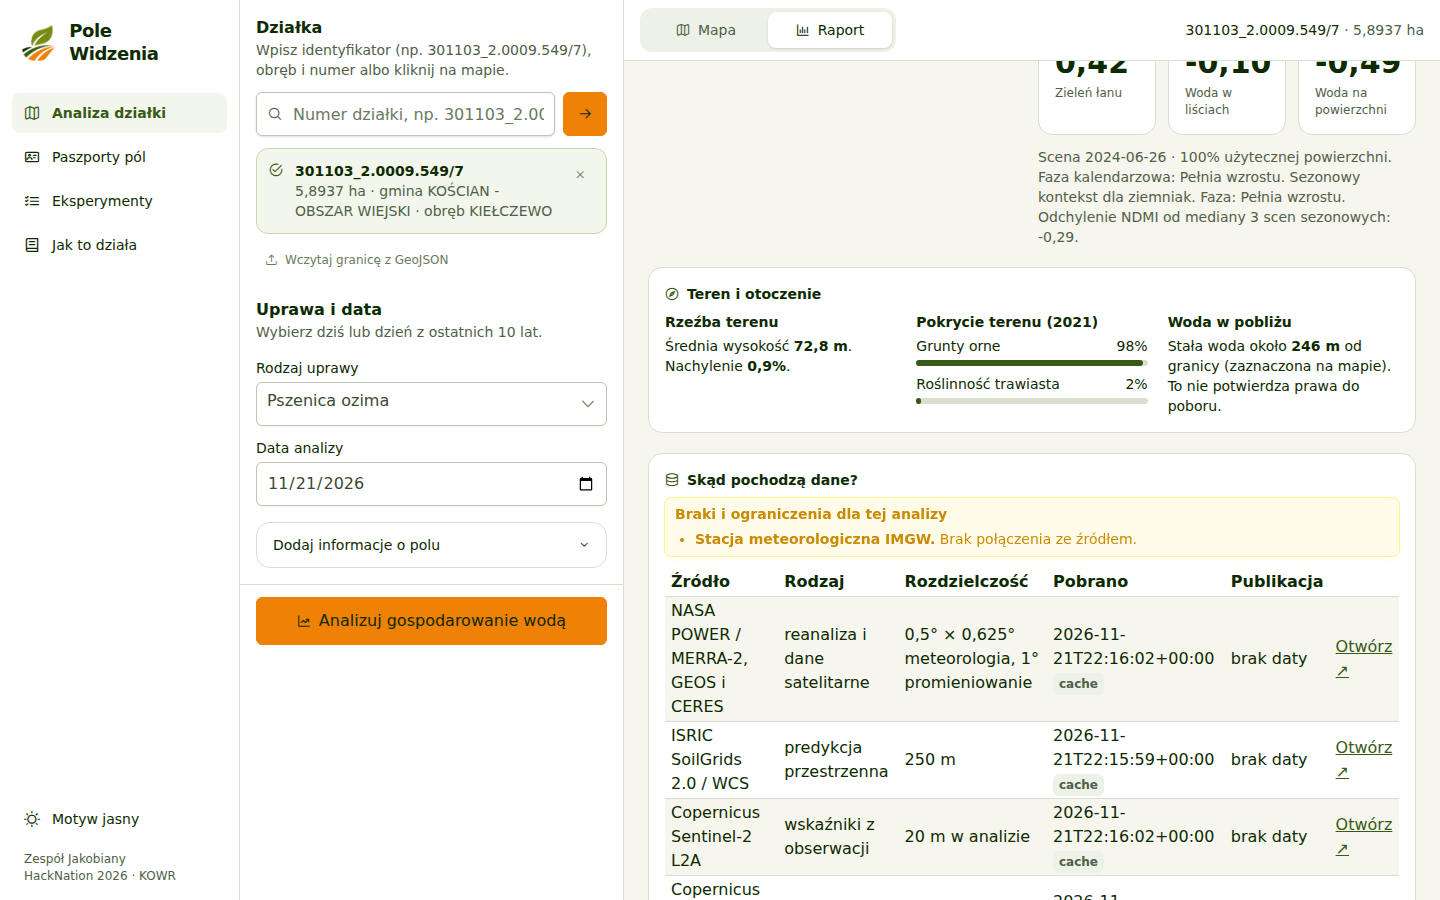 Pole
Widzenia
Analiza działki
Paszporty pól
Eksperymenty
Jak to działa
Motyw jasny
Zespół Jakobiany
HackNation 2026 · KOWR
Działka
Wpisz identyfikator (np. 301103_2.0009.549/7),
obręb i numer albo kliknij na mapie.
Numer działki, np. 301103_2.00
301103_2.0009.549/7
5,8937 ha · gmina KOŚCIAN -
OBSZAR WIEJSKI · obręb KIEŁCZEWO
Wczytaj granicę z GeoJSON
Uprawa i data
Wybierz dziś lub dzień z ostatnich 10 lat.
Rodzaj uprawy
Pszenica ozima
Data analizy
11/21/2026
Dodaj informacje o polu
Analizuj gospodarowanie wodą
Mapa
Raport
301103_2.0009.549/7 · 5,8937 ha
0,42
-0,10
-0,49
Zieleń łanu
Woda w
liściach
Woda na
powierzchni
Scena 2024-06-26 · 100% użytecznej powierzchni.
Faza kalendarzowa: Pełnia wzrostu. Sezonowy
kontekst dla ziemniak. Faza: Pełnia wzrostu.
Odchylenie NDMI od mediany 3 scen sezonowych:
-0,29.
Teren i otoczenie
Rzeźba terenu
Średnia wysokość 72,8 m.
Nachylenie 0,9%.
Pokrycie terenu (2021)
Grunty orne 98%
Roślinność trawiasta 2%
Woda w pobliżu
Stała woda około 246 m od
granicy (zaznaczona na mapie).
To nie potwierdza prawa do
poboru.
Skąd pochodzą dane?
Braki i ograniczenia dla tej analizy
• Stacja meteorologiczna IMGW. Brak połączenia ze źródłem.
Źródło Rodzaj Rozdzielczość Pobrano Publikacja
NASA
POWER /
MERRA-2,
GEOS i
CERES
reanaliza i
dane
satelitarne
0,5° × 0,625°
meteorologia, 1°
promieniowanie
2026-11-
21T22:16:02+00:00
cache
brak daty
Otwórz
↗
ISRIC
SoilGrids
2.0 / WCS
predykcja
przestrzenna
250 m
2026-11-
21T22:15:59+00:00
cache
brak daty
Otwórz
↗
Copernicus
Sentinel-2
L2A
wskaźniki z
obserwacji
20 m w analizie
2026-11-
21T22:16:02+00:00
cache
brak daty
Otwórz
↗
Copernicus
2026-11-